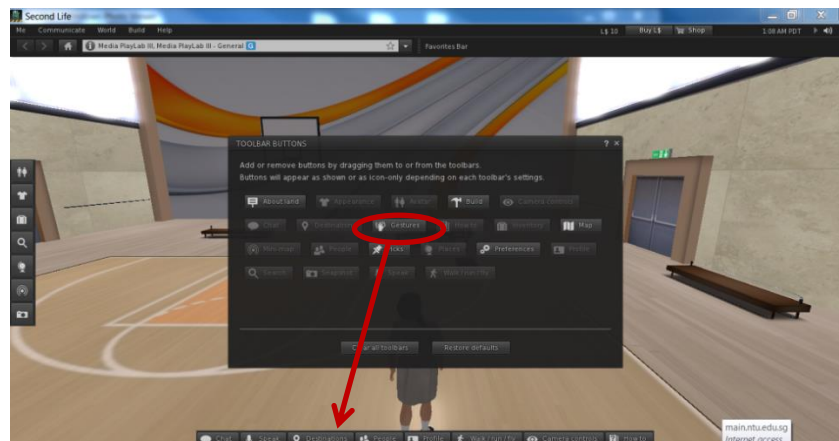 Second Life
Me Communicate World Build Help
L$ 10 Buy L$ Shop 1:08 AM PDT
Media PlayLab III, Media PlayLab III - General G
Favorites Bar
TOOLBAR BUTTONS ? ×
Add or remove buttons by dragging them to or from the toolbars.
Buttons will appear as shown or as icon-only depending on each toolbar's settings.
About land Appearance Avatar Build Camera controls
Chat Destinations Gestures How to Inventory Map
Mini-map People Picks Places Preferences Profile
Search Snapshot Speak Walk / run / fly
Clear all toolbars Restore defaults
Chat Speak Destinations People Profile Walk / run / fly Camera controls How to
main.ntu.edu.sg
Internet access